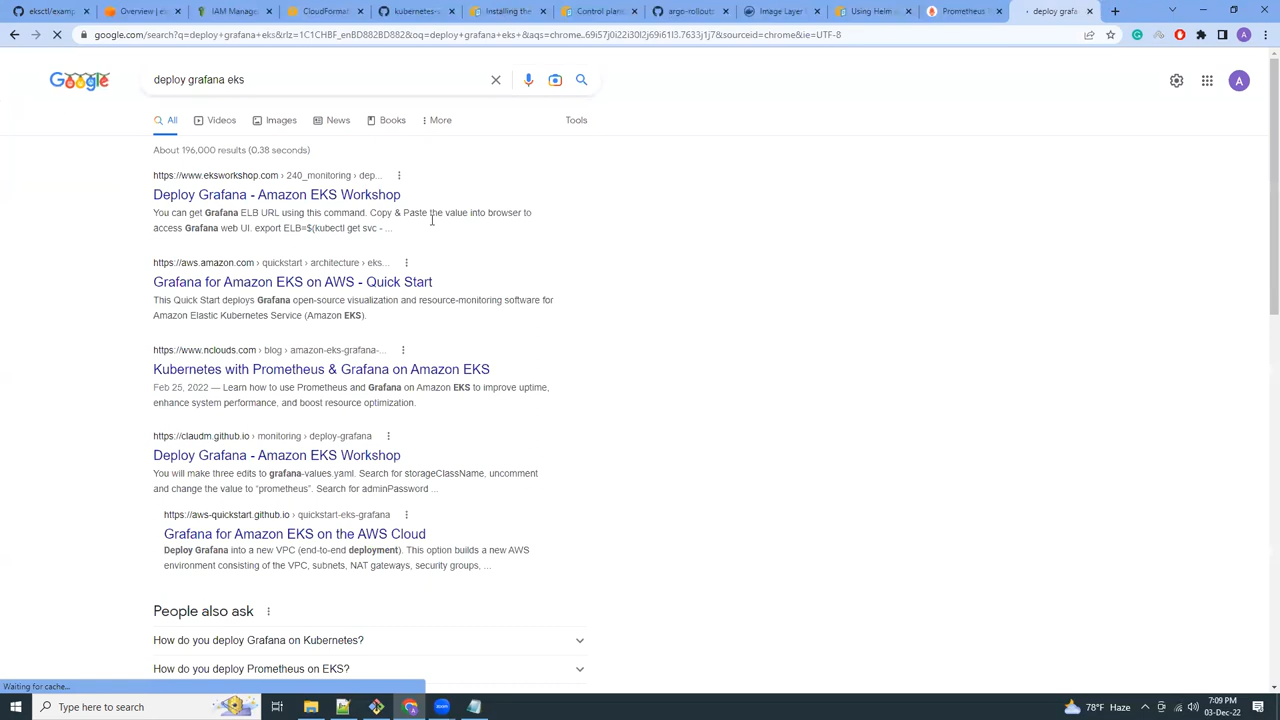 eksctl/exam
Overview
IAM Manage
kubernetes
Installing the
Control plane
argo-rollouts
Image Layer
Using Helm
Prometheus
deploy grafa
google.com/search?q=deploy+grafana+eks&rlz=1C1CHBF_enBD882BD882&oq=deploy+grafana+eks+&aqs=chrome..69i57j0i22i30l2j69i61l3.7633j1j7&sourceid=chrome&ie=UTF-8
A
Google
deploy grafana eks
A
All
Videos
Images
News
Books
More
Tools
About 196,000 results (0.38 seconds)
https://www.eksworkshop.com › 240_monitoring › dep...
Deploy Grafana - Amazon EKS Workshop
You can get Grafana ELB URL using this command. Copy & Paste the value into browser to
access Grafana web UI. export ELB=$(kubectl get svc - ...
https://aws.amazon.com › quickstart › architecture › eks...
Grafana for Amazon EKS on AWS - Quick Start
This Quick Start deploys Grafana open-source visualization and resource-monitoring software for
Amazon Elastic Kubernetes Service (Amazon EKS).
https://www.nclouds.com › blog › amazon-eks-grafana-...
Kubernetes with Prometheus & Grafana on Amazon EKS
Feb 25, 2022 — Learn how to use Prometheus and Grafana on Amazon EKS to improve uptime,
enhance system performance, and boost resource optimization.
https://claudm.github.io › monitoring › deploy-grafana
Deploy Grafana - Amazon EKS Workshop
You will make three edits to grafana-values.yaml. Search for storageClassName, uncomment
and change the value to “prometheus”. Search for adminPassword ...
https://aws-quickstart.github.io › quickstart-eks-grafana
Grafana for Amazon EKS on the AWS Cloud
Deploy Grafana into a new VPC (end-to-end deployment). This option builds a new AWS
environment consisting of the VPC, subnets, NAT gateways, security groups, ...
People also ask
How do you deploy Grafana on Kubernetes?
How do you deploy Prometheus on EKS?
Waiting for cache...
Type here to search
zoom
78°F Haze
7:09 PM
03-Dec-22